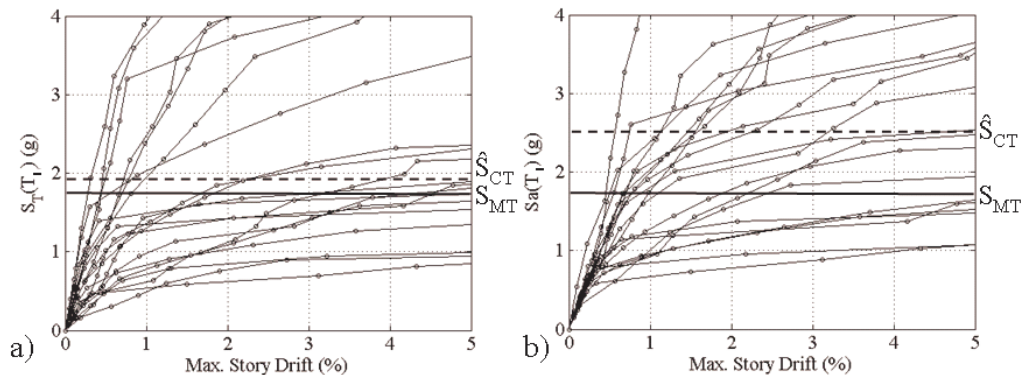 4
3
2
1
0
S_T(T_1) (g)
0 1 2 3 4 5
Max. Story Drift (%)
Ŝ_CT
S_MT
a)
4
3
2
1
0
Sa(T_1) (g)
0 1 2 3 4 5
Max. Story Drift (%)
Ŝ_CT
S_MT
b)